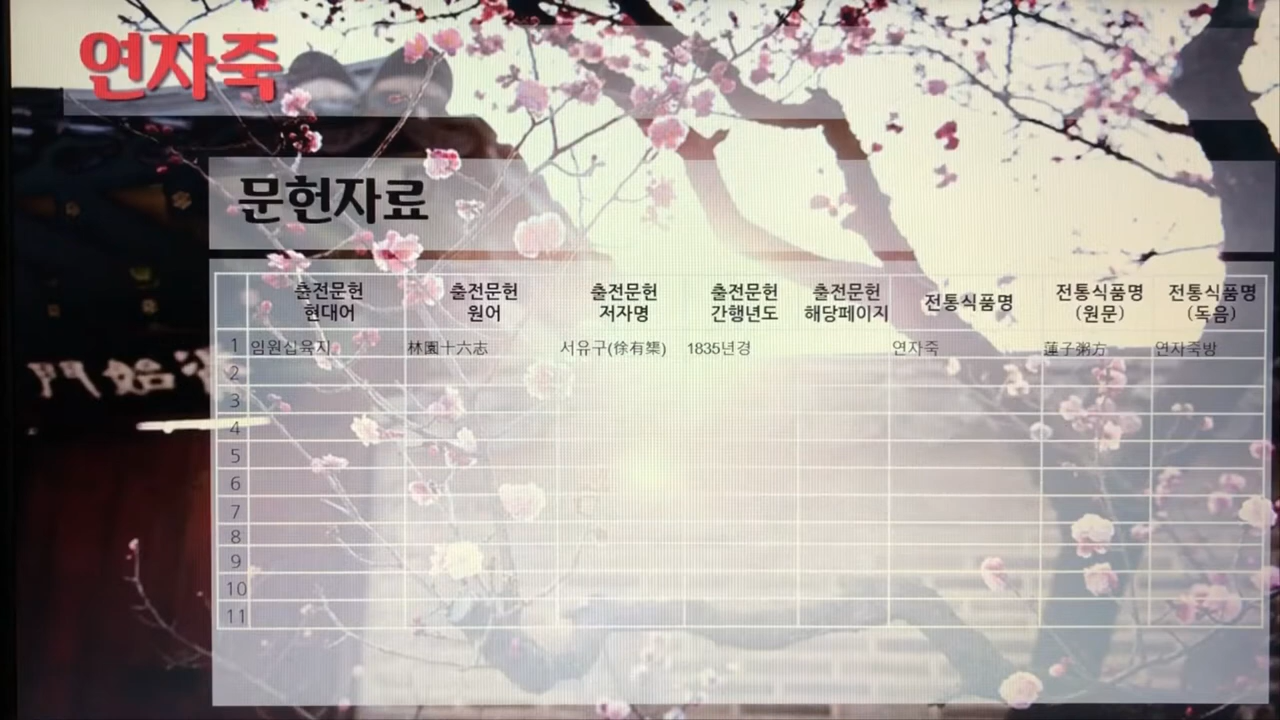 연자죽
문헌자료
출전문헌 현대어 출전문헌 원어 출전문헌 저자명 출전문헌 간행년도 출전문헌 해당페이지 전통식품명 전통식품명 (원문) 전통식품명 (독음)
1 임원십육지 林園十六志 서유구(徐有榘) 1835년경 연자죽 蓮子粥方 연자죽방
2
3
4
5
6
7
8
9
10
11